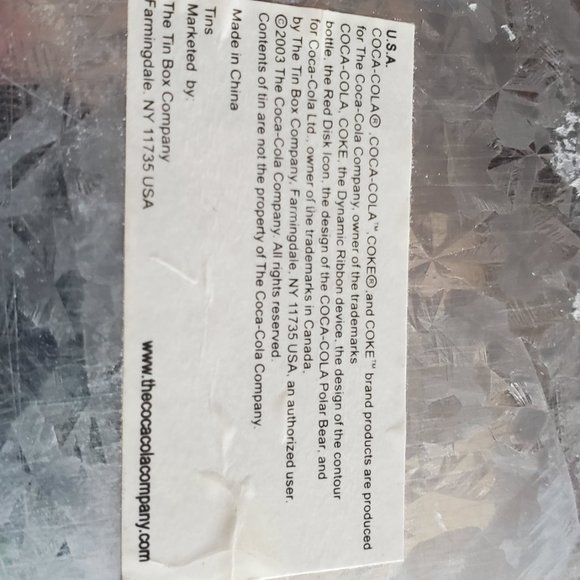 U.S.A.
COCA-COLA® ,COCA-COLA™ ,COKE® ,and COKE™ brand products are produced
for The Coca-Cola Company, owner of the trademarks
COCA-COLA, COKE, the Dynamic Ribbon device, the design of the contour
bottle, the Red Disk Icon, the design of the COCA-COLA Polar Bear, and
for Coca-Cola Ltd., owner of the trademarks in Canada.
by The Tin Box Company, Farmingdale, NY 11735 USA, an authorized user.
©2003 The Coca-Cola Company. All rights reserved.
Contents of tin are not the property of The Coca-Cola Company.
Made in China
Tins
Marketed by:
The Tin Box Company
Farmingdale, NY 11735 USA
www.thecocacolacompany.com